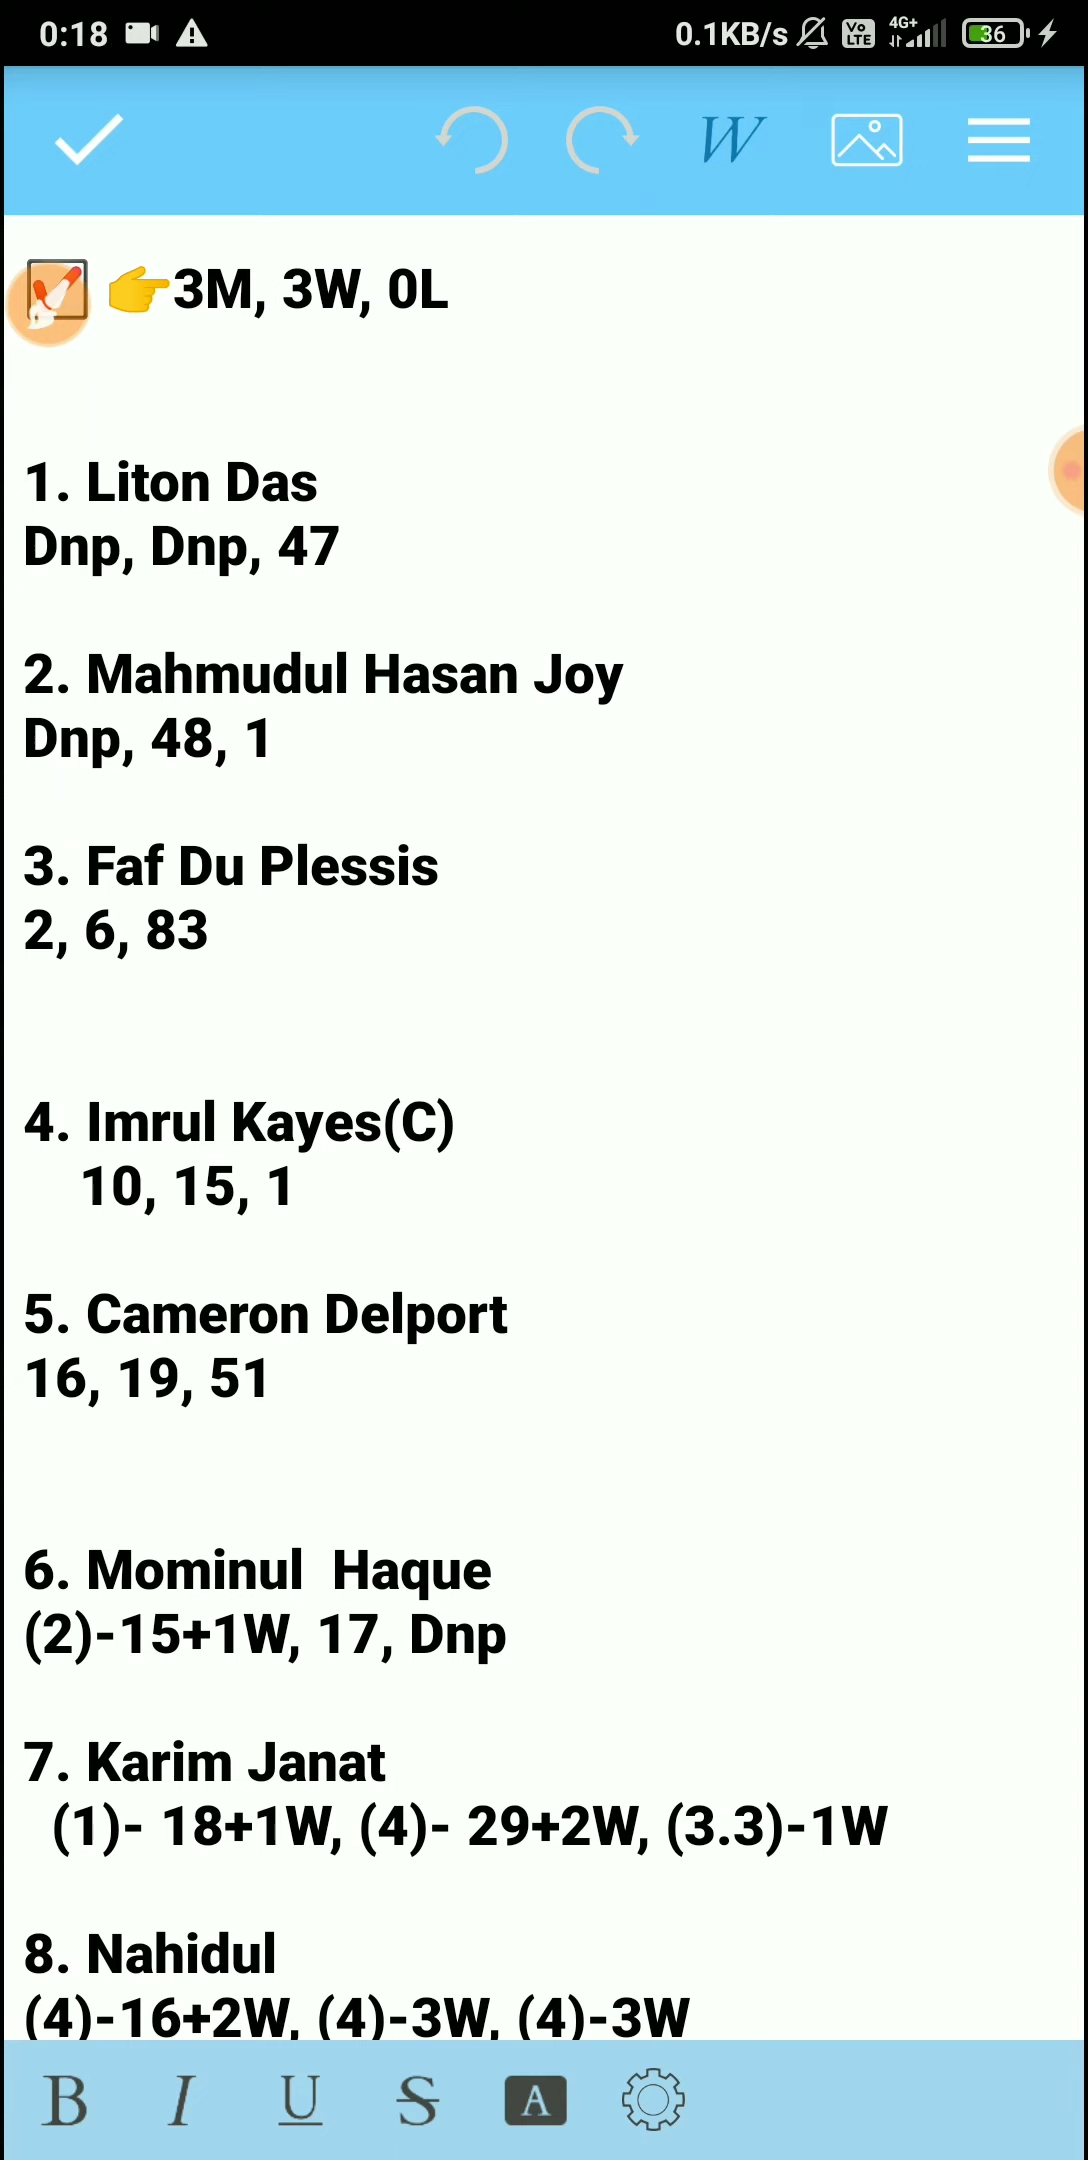 0:18 0.1KB/s Vo LTE 4G+ 36
W
3M, 3W, 0L
1. Liton Das
Dnp, Dnp, 47
2. Mahmudul Hasan Joy
Dnp, 48, 1
3. Faf Du Plessis
2, 6, 83
4. Imrul Kayes(C)
10, 15, 1
5. Cameron Delport
16, 19, 51
6. Mominul  Haque
(2)-15+1W, 17, Dnp
7. Karim Janat
(1)- 18+1W, (4)- 29+2W, (3.3)-1W
8. Nahidul
(4)-16+2W, (4)-3W, (4)-3W
B I U S A